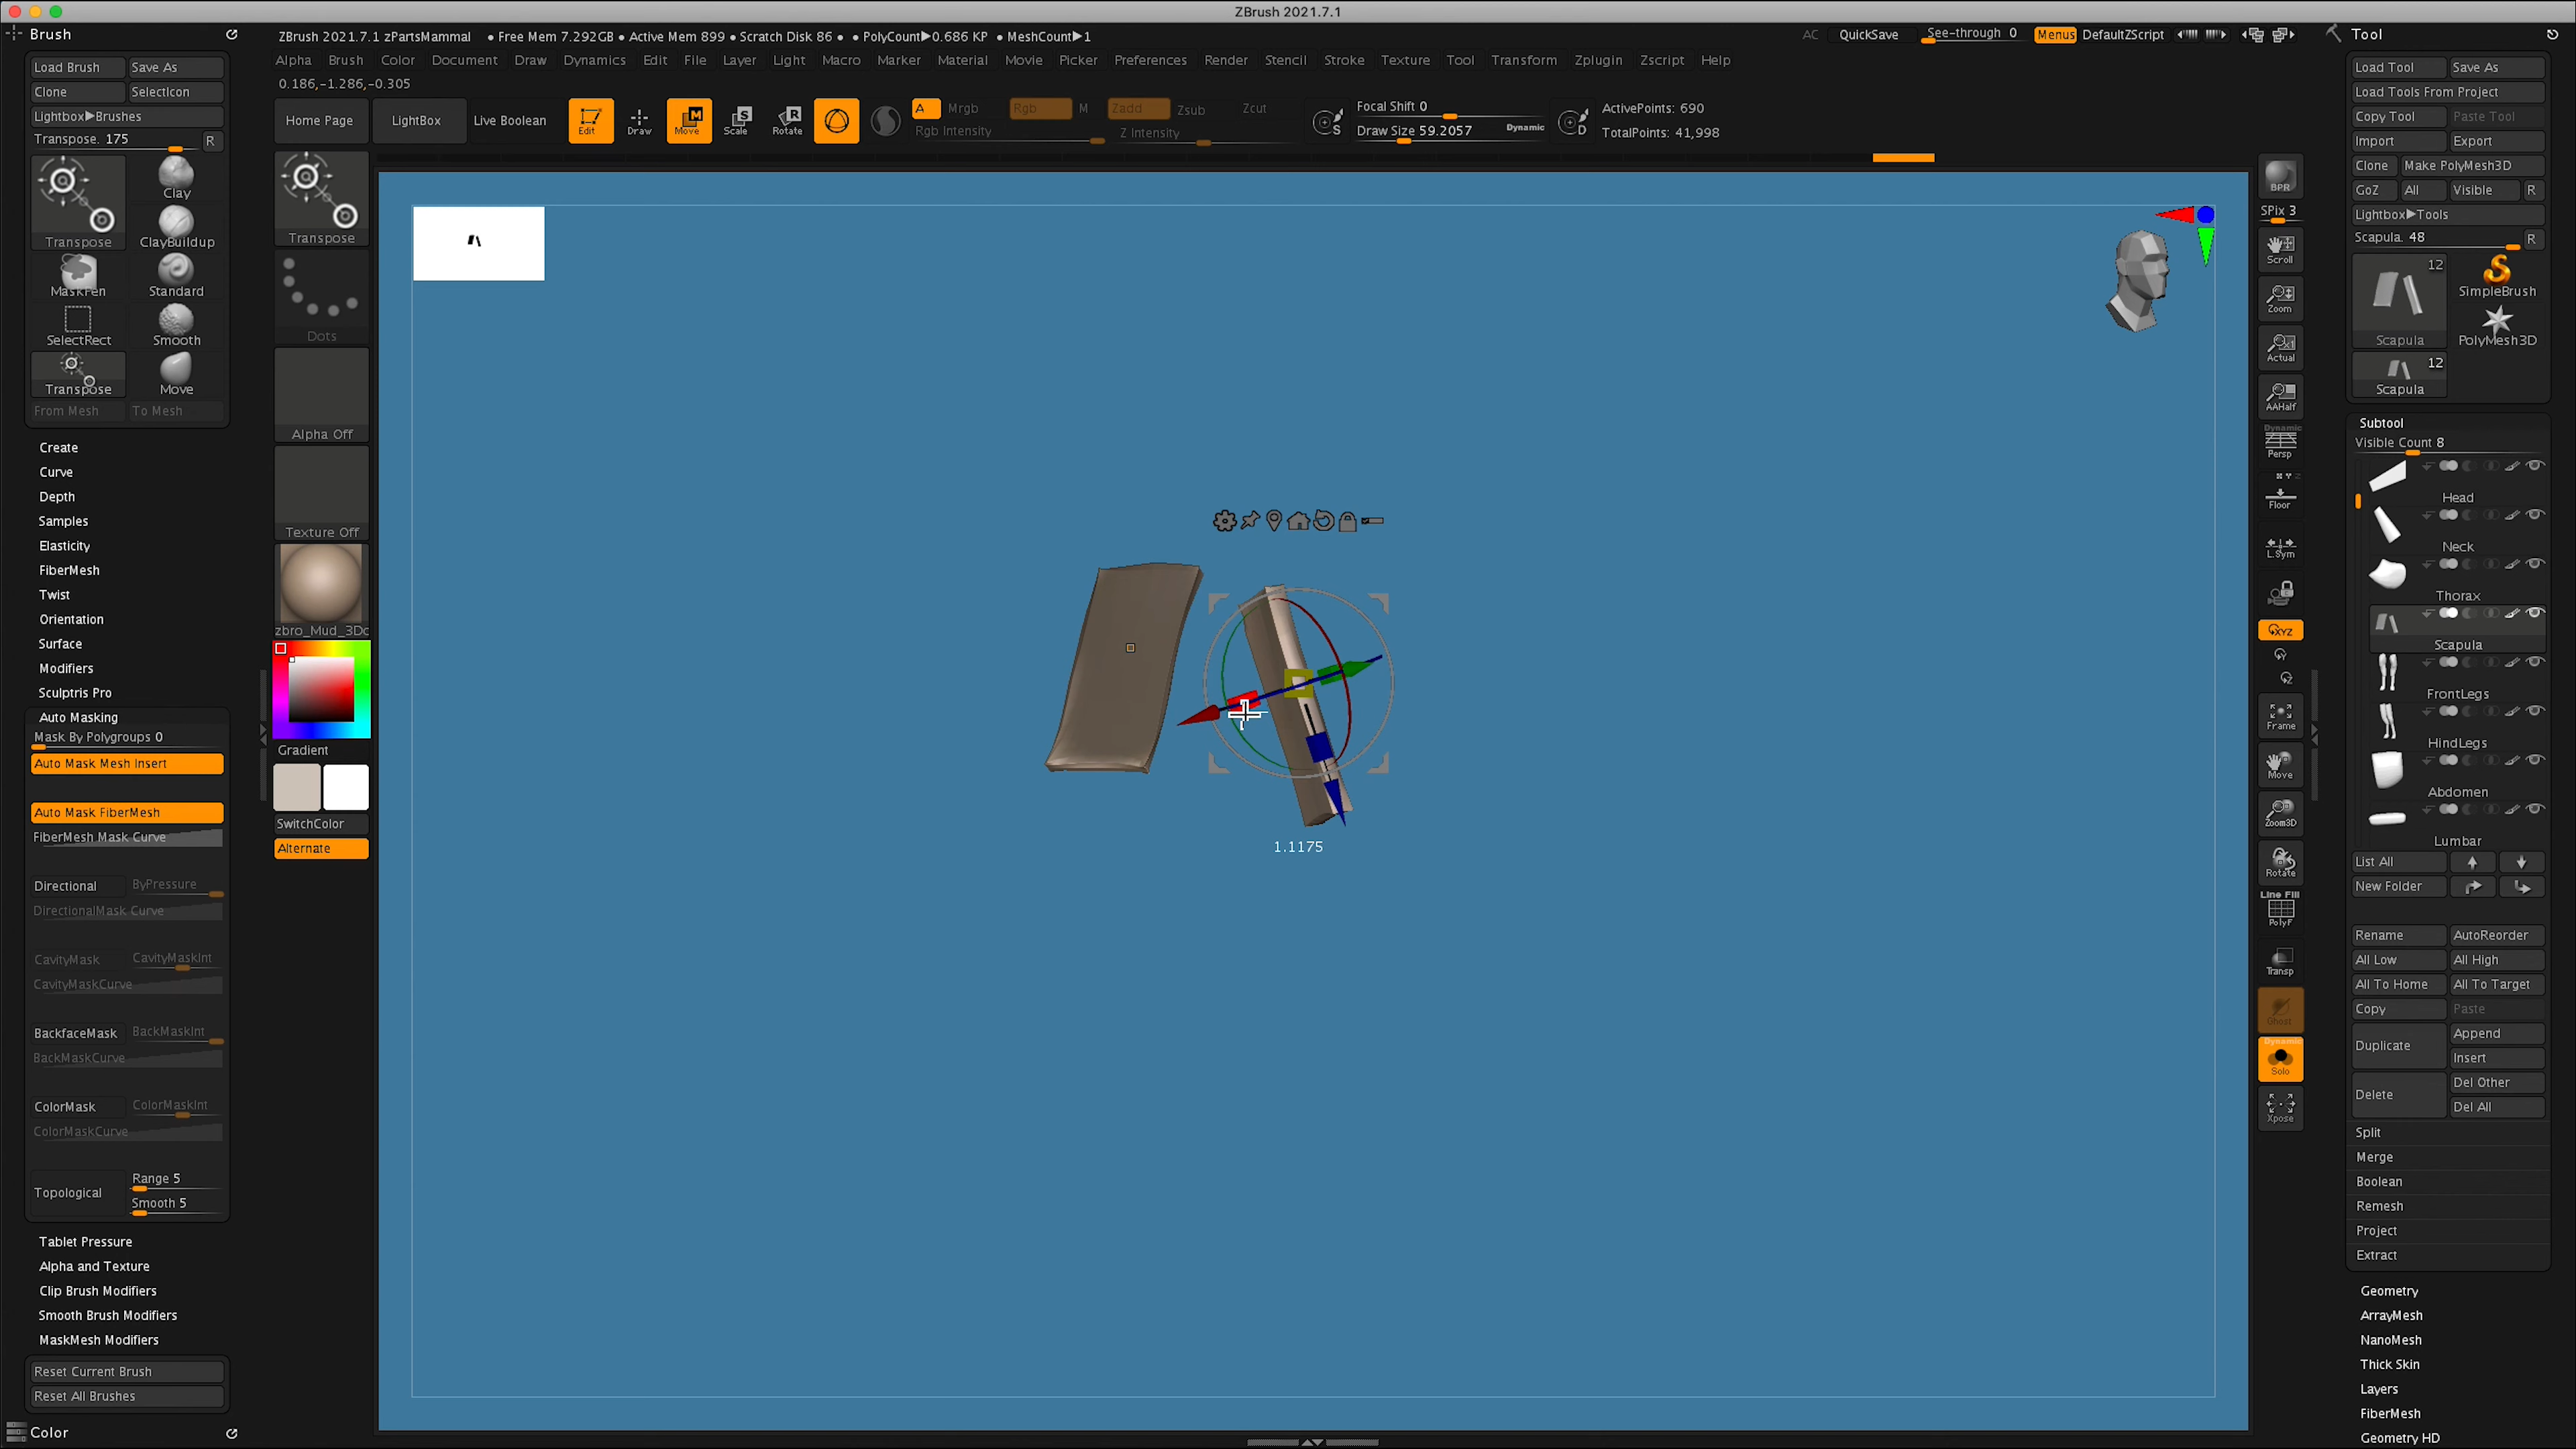 ZBrush 2021.7.1
Brush
ZBrush 2021.7.1 zPartsMammal • Free Mem 7.292GB • Active Mem 899 • Scratch Disk 86 • • PolyCount▶0.686 KP • MeshCount▶1
AC QuickSave See-through 0 Menus DefaultZScript
Tool
Alpha Brush Color Document Draw Dynamics Edit File Layer Light Macro Marker Material Movie Picker Preferences Render Stencil Stroke Texture Tool Transform Zplugin Zscript Help
0.186,-1.286,-0.305
Load Brush Save As
Clone SelectIcon
Lightbox▶Brushes
Transpose. 175 R
Transpose
Clay
ClayBuildup
MaskPen Standard
SelectRect Smooth
Transpose Move
From Mesh To Mesh
Create
Curve
Depth
Samples
Elasticity
FiberMesh
Twist
Orientation
Surface
Modifiers
Sculptris Pro
Auto Masking
Mask By Polygroups 0
Auto Mask Mesh Insert
Auto Mask FiberMesh
FiberMesh Mask Curve
Directional ByPressure
DirectionalMask Curve
CavityMask CavityMaskInt
CavityMaskCurve
BackfaceMask BackMaskInt
BackMaskCurve
ColorMask ColorMaskInt
ColorMaskCurve
Topological Range 5
Smooth 5
Tablet Pressure
Alpha and Texture
Clip Brush Modifiers
Smooth Brush Modifiers
MaskMesh Modifiers
Reset Current Brush
Reset All Brushes
Color
Home Page LightBox Live Boolean Edit Draw Move Scale Rotate
A Mrgb Rgb M Zadd Zsub Zcut
Rgb Intensity Z Intensity
S Focal Shift 0
Draw Size 59.2057 Dynamic D
ActivePoints: 690
TotalPoints: 41,998
Transpose
Dots
Alpha Off
Texture Off
zbro_Mud_3Dc
Gradient
SwitchColor
Alternate
1.1175
BPR
SPix 3
Scroll
Zoom
Actual
AAHalf
Dynamic
Persp
Floor
L.Sym
XYZ
Frame
Move
Zoom3D
Rotate
Line Fill
PolyF
Transp
Ghost
Dynamic
Solo
Xpose
Load Tool Save As
Load Tools From Project
Copy Tool Paste Tool
Import Export
Clone Make PolyMesh3D
GoZ All Visible R
Lightbox▶Tools
Scapula. 48 R
12
Scapula
SimpleBrush
PolyMesh3D
12
Scapula
Subtool
Visible Count 8
Head
Neck
Thorax
Scapula
FrontLegs
HindLegs
Abdomen
Lumbar
List All
New Folder
Rename AutoReorder
All Low All High
All To Home All To Target
Copy Paste
Duplicate Append
Insert
Delete Del Other
Del All
Split
Merge
Boolean
Remesh
Project
Extract
Geometry
ArrayMesh
NanoMesh
Thick Skin
Layers
FiberMesh
Geometry HD